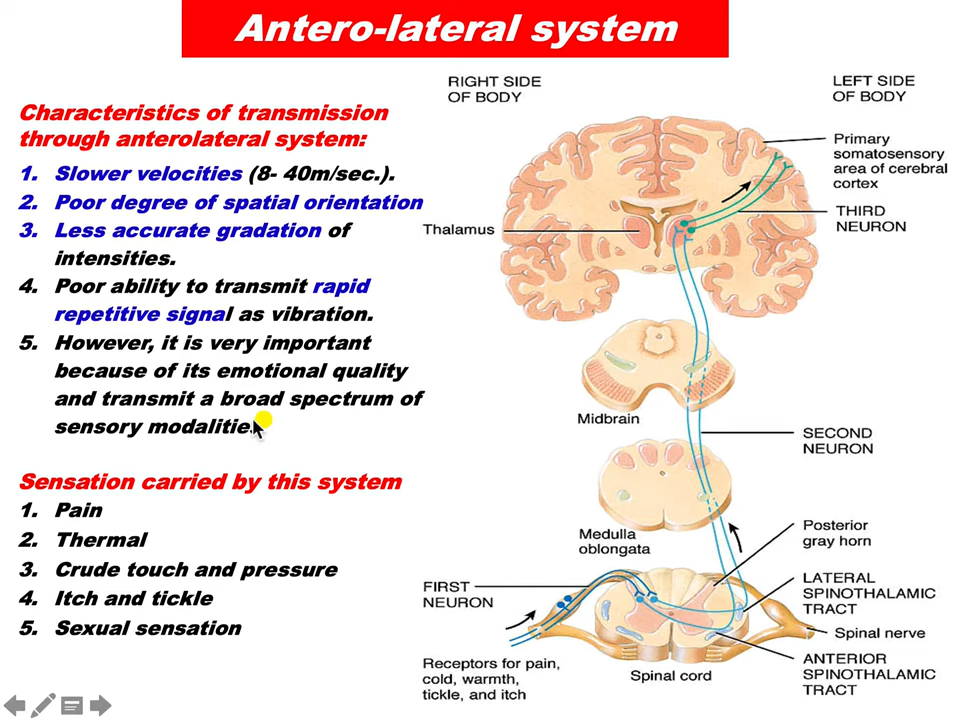 Antero-lateral system
Characteristics of transmission
through anterolateral system:
1. Slower velocities (8- 40m/sec.).
2. Poor degree of spatial orientation
3. Less accurate gradation of
intensities.
4. Poor ability to transmit rapid
repetitive signal as vibration.
5. However, it is very important
because of its emotional quality
and transmit a broad spectrum of
sensory modalitie.
Sensation carried by this system
1. Pain
2. Thermal
3. Crude touch and pressure
4. Itch and tickle
5. Sexual sensation
RIGHT SIDE
OF BODY
LEFT SIDE
OF BODY
Primary
somatosensory
area of cerebral
cortex
THIRD
NEURON
Thalamus
Midbrain
SECOND
NEURON
Medulla
oblongata
Posterior
gray horn
FIRST
NEURON
LATERAL
SPINOTHALAMIC
TRACT
Spinal nerve
Receptors for pain,
cold, warmth,
tickle, and itch
Spinal cord
ANTERIOR
SPINOTHALAMIC
TRACT